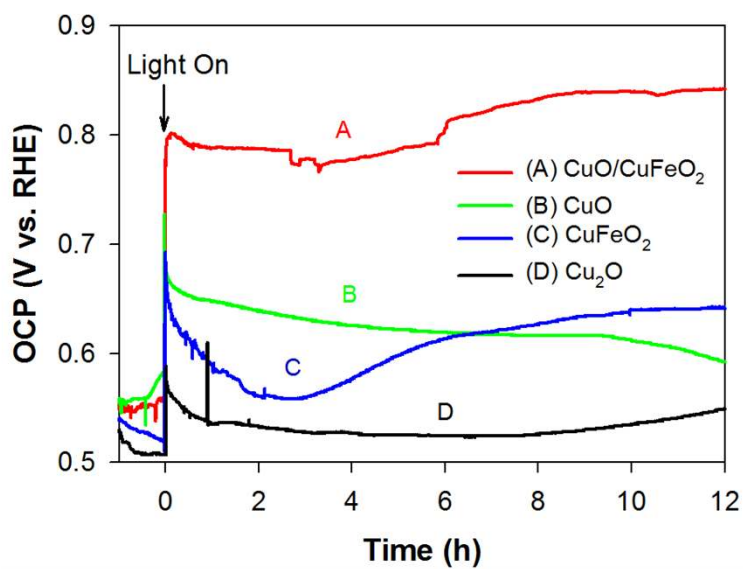 0.9
Light On
0.8
A
(A) CuO/CuFeO₂
(B) CuO
(C) CuFeO₂
(D) Cu₂O
0.7
B
0.6
C
D
0.5
0
2
4
6
8
10
12
OCP (V vs. RHE)
Time (h)